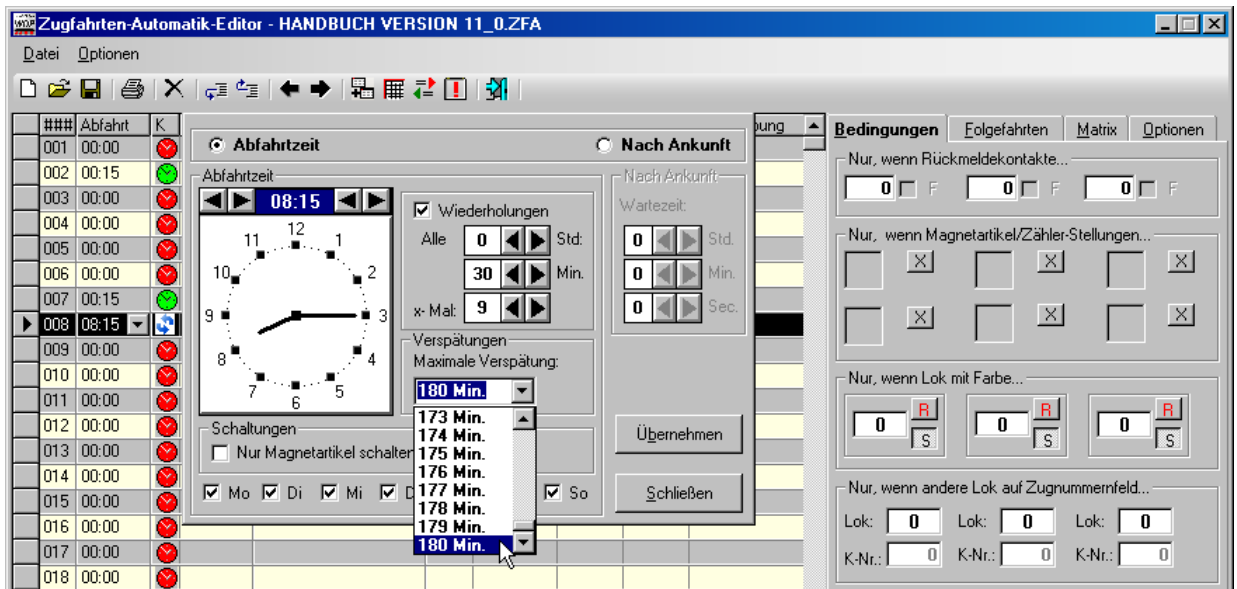 Zugfahrten-Automatik-Editor - HANDBUCH VERSION 11_0.ZFA
Datei Optionen
### Abfahrt K
001 00:00
002 00:15
003 00:00
004 00:00
005 00:00
006 00:00
007 00:15
008 08:15
009 00:00
010 00:00
011 00:00
012 00:00
013 00:00
014 00:00
015 00:00
016 00:00
017 00:00
018 00:00
Abfahrtzeit Nach Ankunft
Abfahrtzeit
08:15
12
1
2
3
4
5
6
7
8
9
10
11
Wiederholungen
Alle 0 Std:
30 Min.
x- Mal: 9
Verspätungen
Maximale Verspätung:
180 Min.
173 Min.
174 Min.
175 Min.
176 Min.
177 Min.
178 Min.
179 Min.
180 Min.
Nach Ankunft
Wartezeit:
0 Std.
0 Min.
0 Sec.
Schaltungen
Nur Magnetartikel schalten
Mo Di Mi D So
Übernehmen
Schließen
Bedingungen Folgefahrten Matrix Optionen
Nur, wenn Rückmeldekontakte...
0 F 0 F 0 F
Nur, wenn Magnetartikel/Zähler-Stellungen...
X X X
X X X
Nur, wenn Lok mit Farbe...
0 R S 0 R S 0 R S
Nur, wenn andere Lok auf Zugnummernfeld...
Lok: 0 Lok: 0 Lok: 0
K-Nr.: 0 K-Nr.: 0 K-Nr.: 0